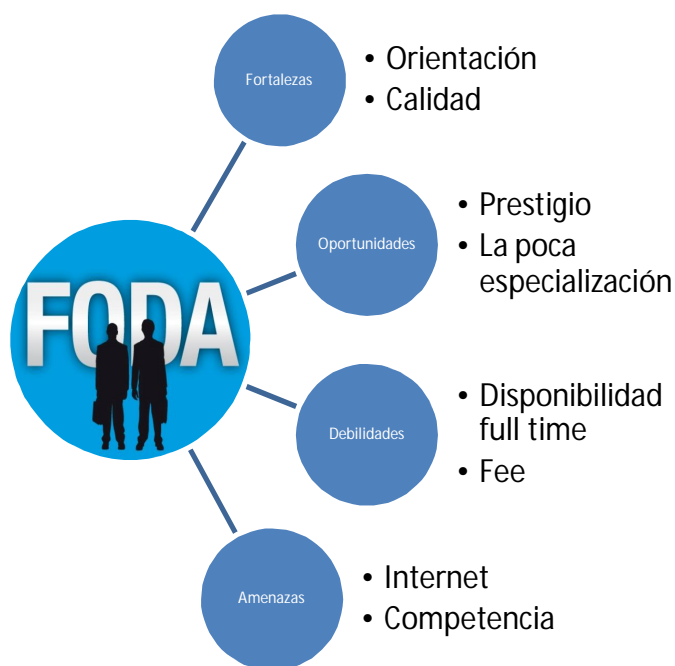 Fortalezas
• Orientación
• Calidad
Oportunidades
• Prestigio
• La poca
especialización
FODA
Debilidades
• Disponibilidad
full time
• Fee
Amenazas
• Internet
• Competencia